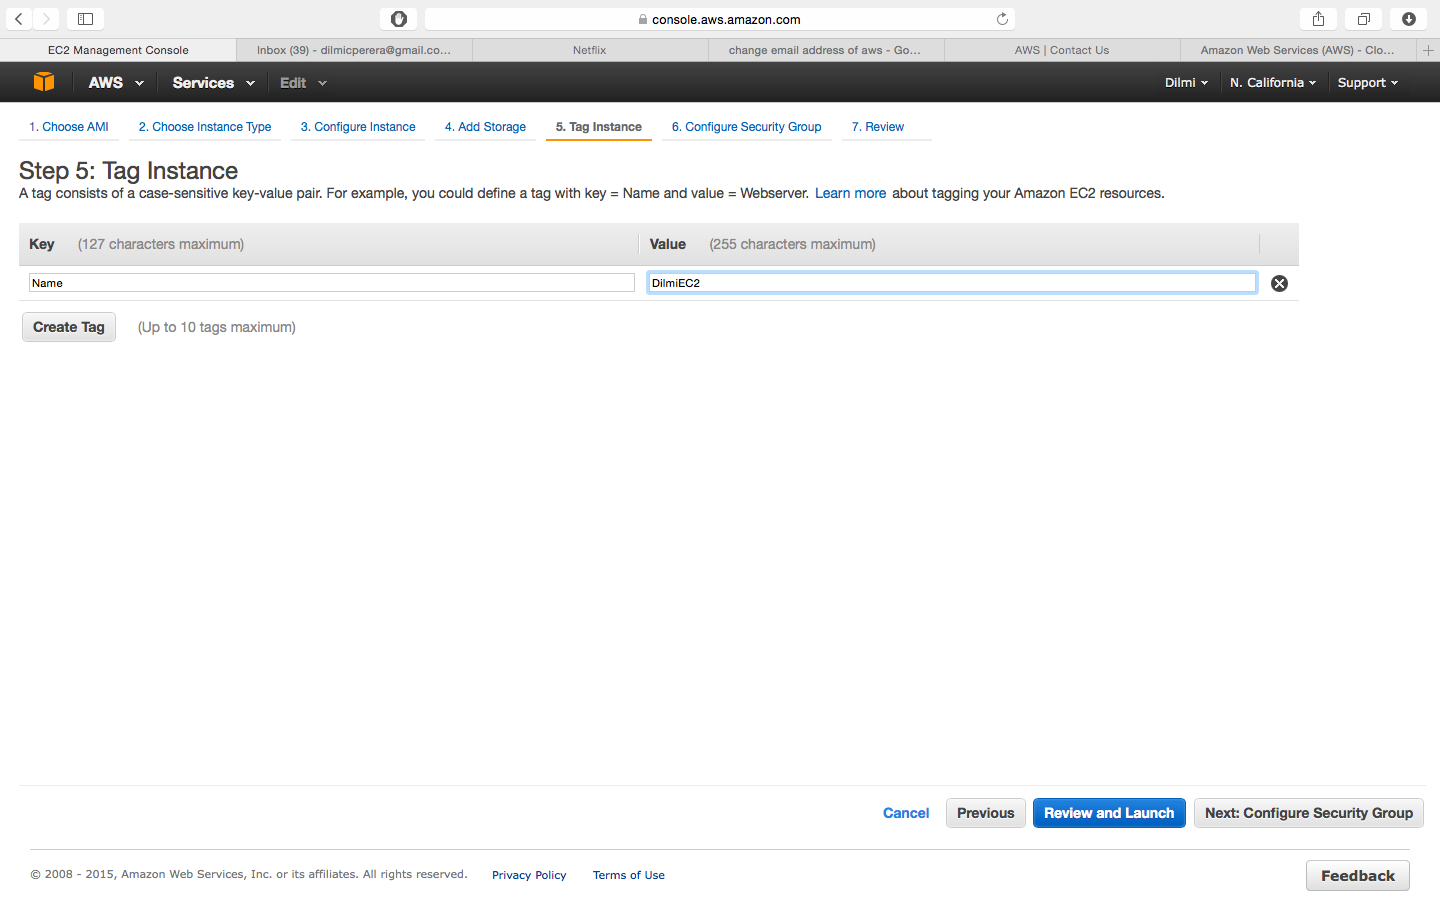 console.aws.amazon.com
EC2 Management Console
Inbox (39) - dilmicperera@gmail.co...
Netflix
change email address of aws - Go...
AWS | Contact Us
Amazon Web Services (AWS) - Clo...
AWS Services Edit
Dilmi N. California Support
1. Choose AMI 2. Choose Instance Type 3. Configure Instance 4. Add Storage 5. Tag Instance 6. Configure Security Group 7. Review
Step 5: Tag Instance
A tag consists of a case-sensitive key-value pair. For example, you could define a tag with key = Name and value = Webserver. Learn more about tagging your Amazon EC2 resources.
Key (127 characters maximum) Value (255 characters maximum)
Name DilmiEC2
Create Tag (Up to 10 tags maximum)
Cancel Previous Review and Launch Next: Configure Security Group
© 2008 - 2015, Amazon Web Services, Inc. or its affiliates. All rights reserved. Privacy Policy Terms of Use
Feedback